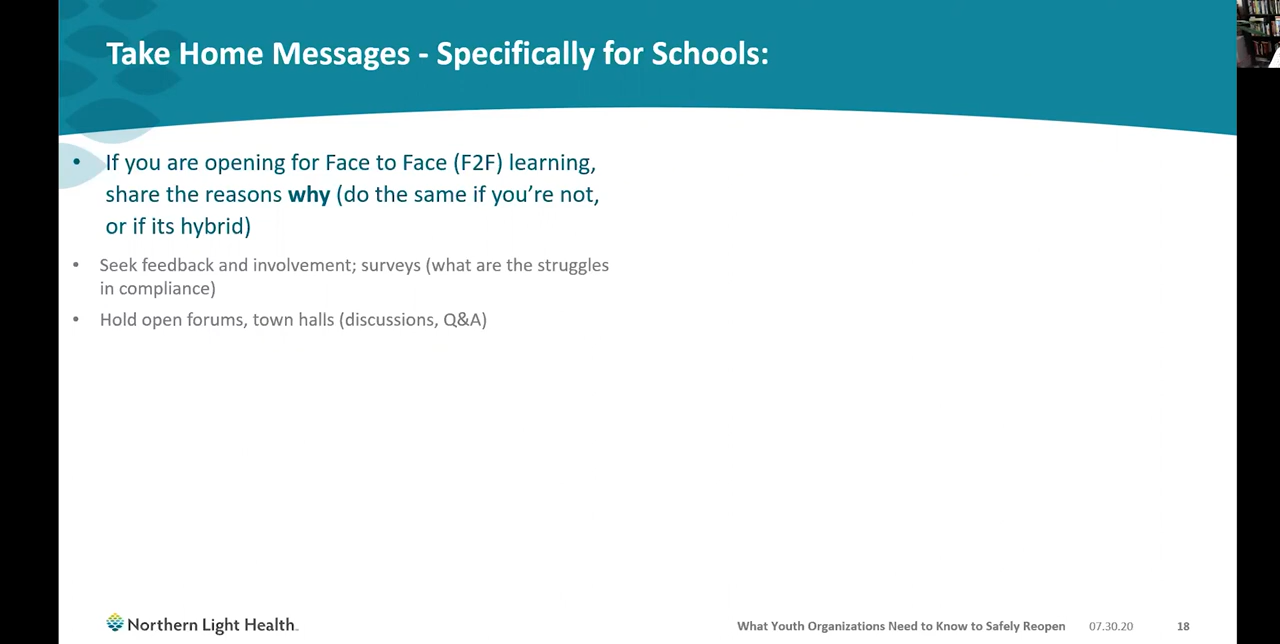 Take Home Messages - Specifically for Schools:
• If you are opening for Face to Face (F2F) learning,
share the reasons why (do the same if you’re not,
or if its hybrid)
• Seek feedback and involvement; surveys (what are the struggles
in compliance)
• Hold open forums, town halls (discussions, Q&A)
Northern Light Health
What Youth Organizations Need to Know to Safely Reopen 07.30.20 18